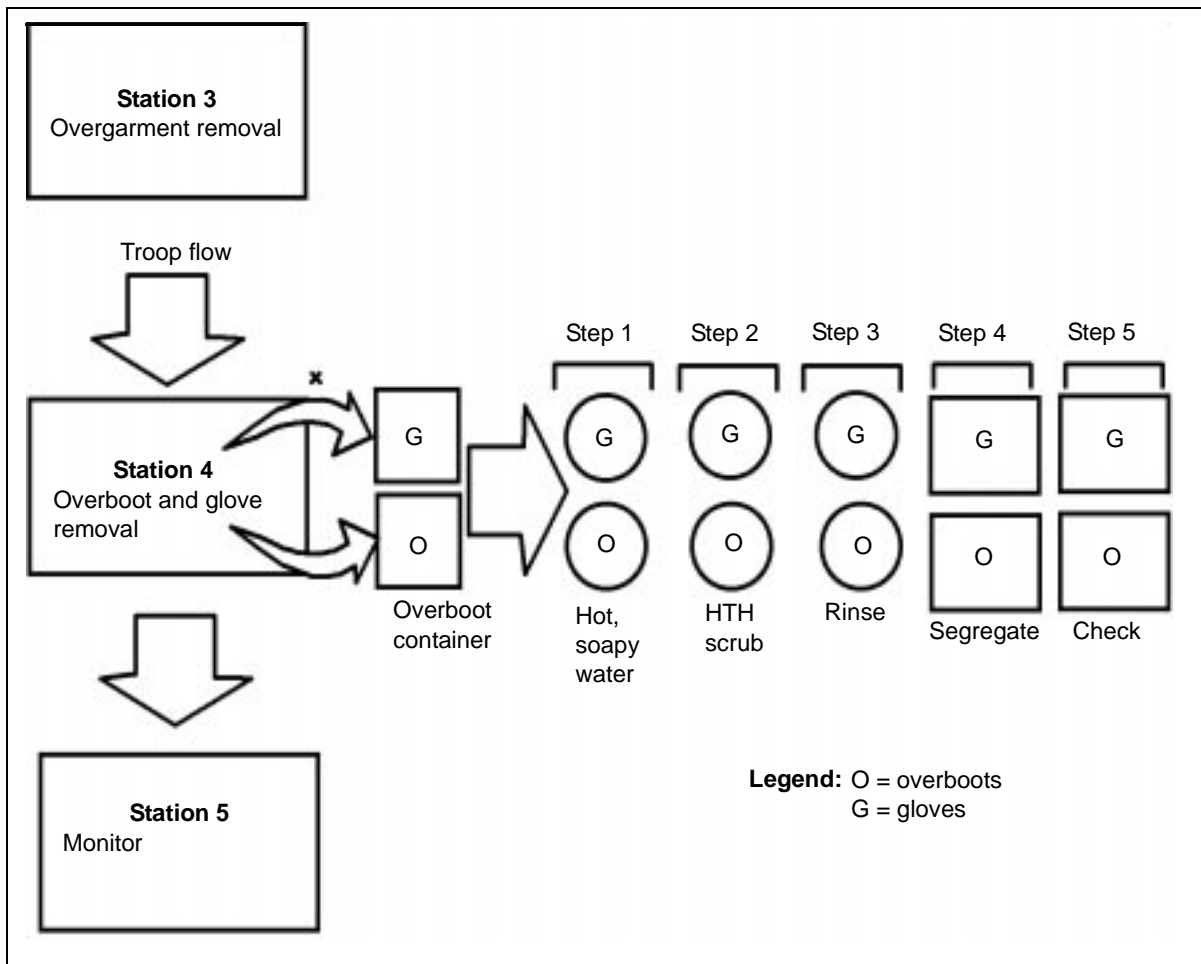 Station 3
Overgarment removal
Troop flow
Step 1 Step 2 Step 3 Step 4 Step 5
x
Station 4
Overboot and glove
removal
G G G G G G
O O O O O O
Overboot
container
Hot,
soapy
water
HTH
scrub
Rinse
Segregate
Check
Station 5
Monitor
Legend: O = overboots
G = gloves